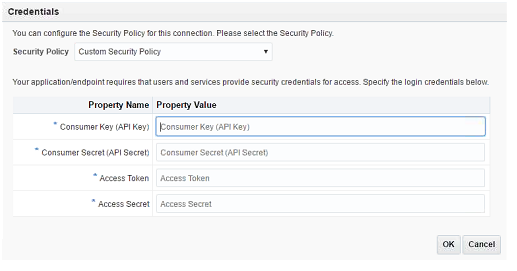 Credentials
You can configure the Security Policy for this connection. Please select the Security Policy.
Security Policy Custom Security Policy
Your application/endpoint requires that users and services provide security credentials for access. Specify the login credentials below.
Property Name Property Value
* Consumer Key (API Key) Consumer Key (API Key)
* Consumer Secret (API Secret) Consumer Secret (API Secret)
* Access Token Access Token
* Access Secret Access Secret
OK Cancel